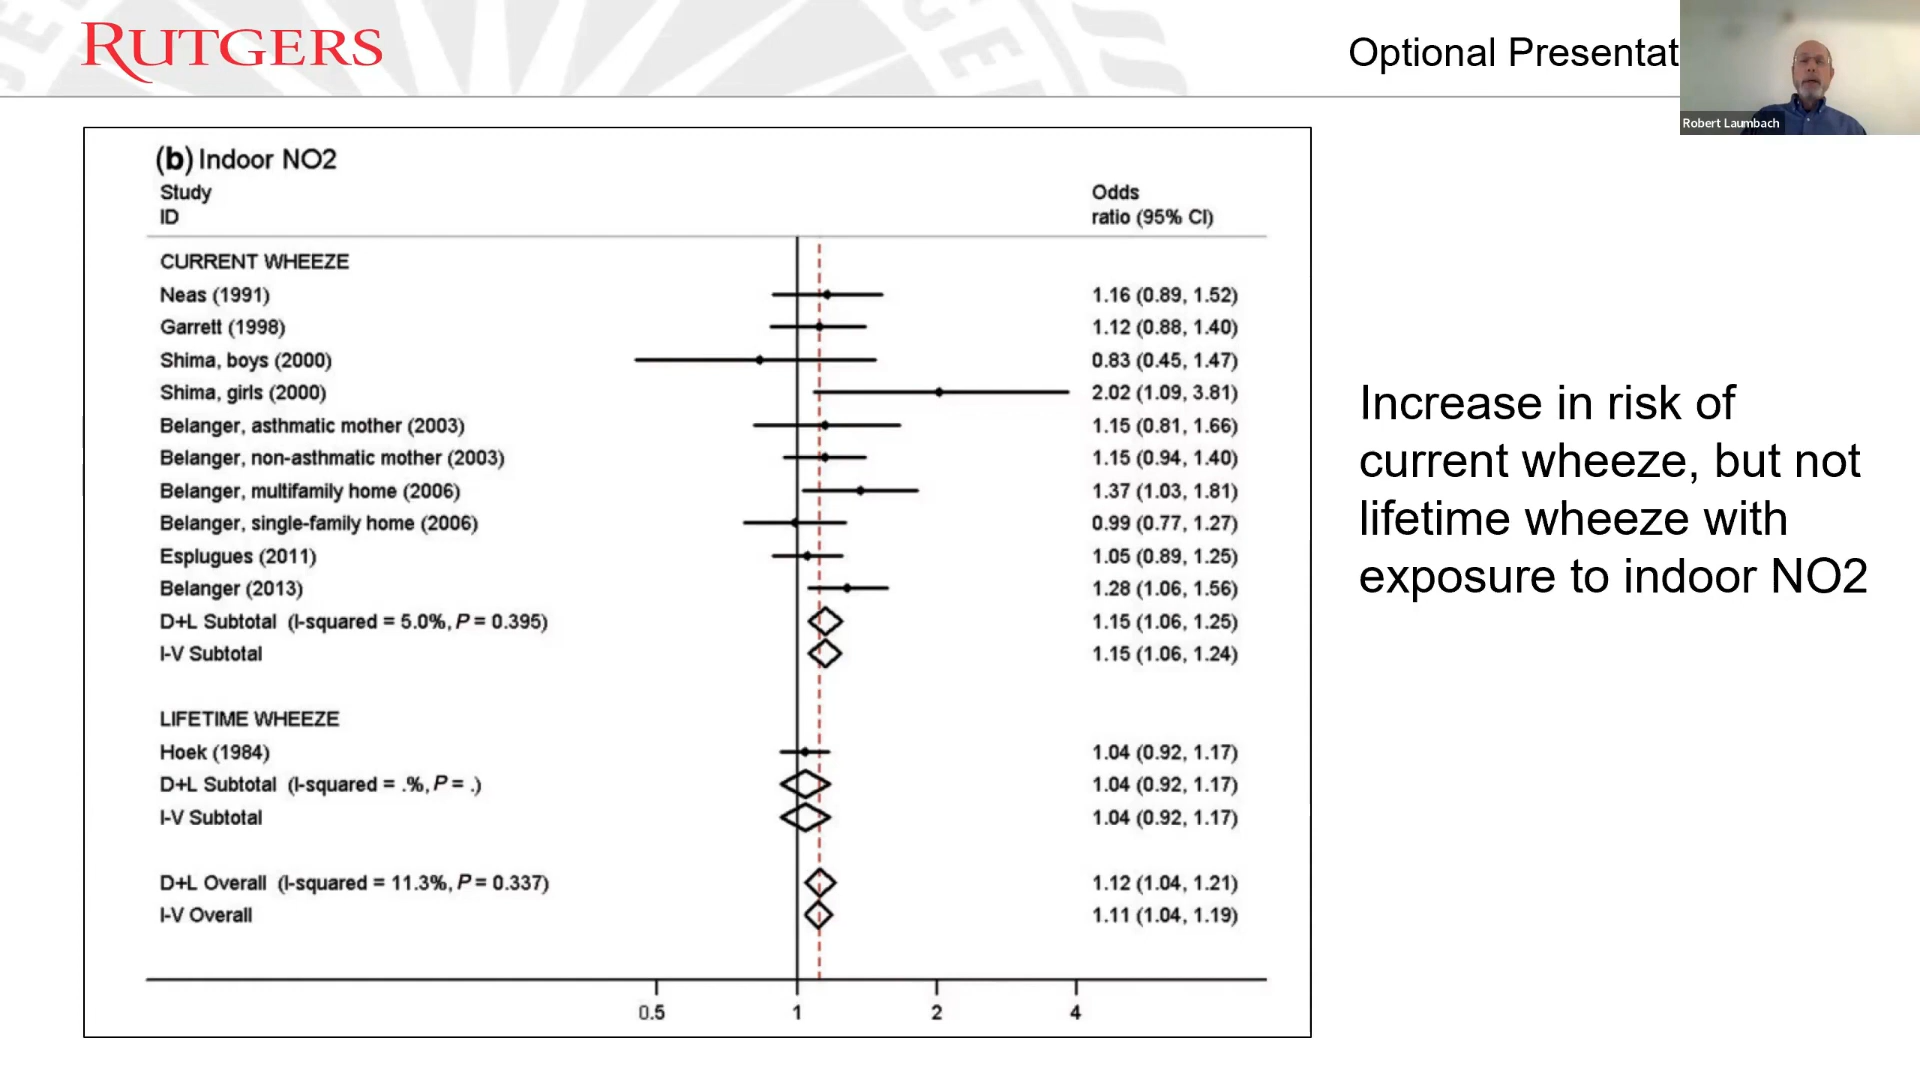 RUTGERS
Optional Presentat
Robert Laumbach
(b) Indoor NO2
Study
ID
Odds
ratio (95% CI)
CURRENT WHEEZE
Neas (1991) 1.16 (0.89, 1.52)
Garrett (1998) 1.12 (0.88, 1.40)
Shima, boys (2000) 0.83 (0.45, 1.47)
Shima, girls (2000) 2.02 (1.09, 3.81)
Belanger, asthmatic mother (2003) 1.15 (0.81, 1.66)
Belanger, non-asthmatic mother (2003) 1.15 (0.94, 1.40)
Belanger, multifamily home (2006) 1.37 (1.03, 1.81)
Belanger, single-family home (2006) 0.99 (0.77, 1.27)
Esplugues (2011) 1.05 (0.89, 1.25)
Belanger (2013) 1.28 (1.06, 1.56)
D+L Subtotal (I-squared = 5.0%, P = 0.395) 1.15 (1.06, 1.25)
I-V Subtotal 1.15 (1.06, 1.24)
LIFETIME WHEEZE
Hoek (1984) 1.04 (0.92, 1.17)
D+L Subtotal (I-squared = .%, P = .) 1.04 (0.92, 1.17)
I-V Subtotal 1.04 (0.92, 1.17)
D+L Overall (I-squared = 11.3%, P = 0.337) 1.12 (1.04, 1.21)
I-V Overall 1.11 (1.04, 1.19)
0.5 1 2 4
Increase in risk of
current wheeze, but not
lifetime wheeze with
exposure to indoor NO2